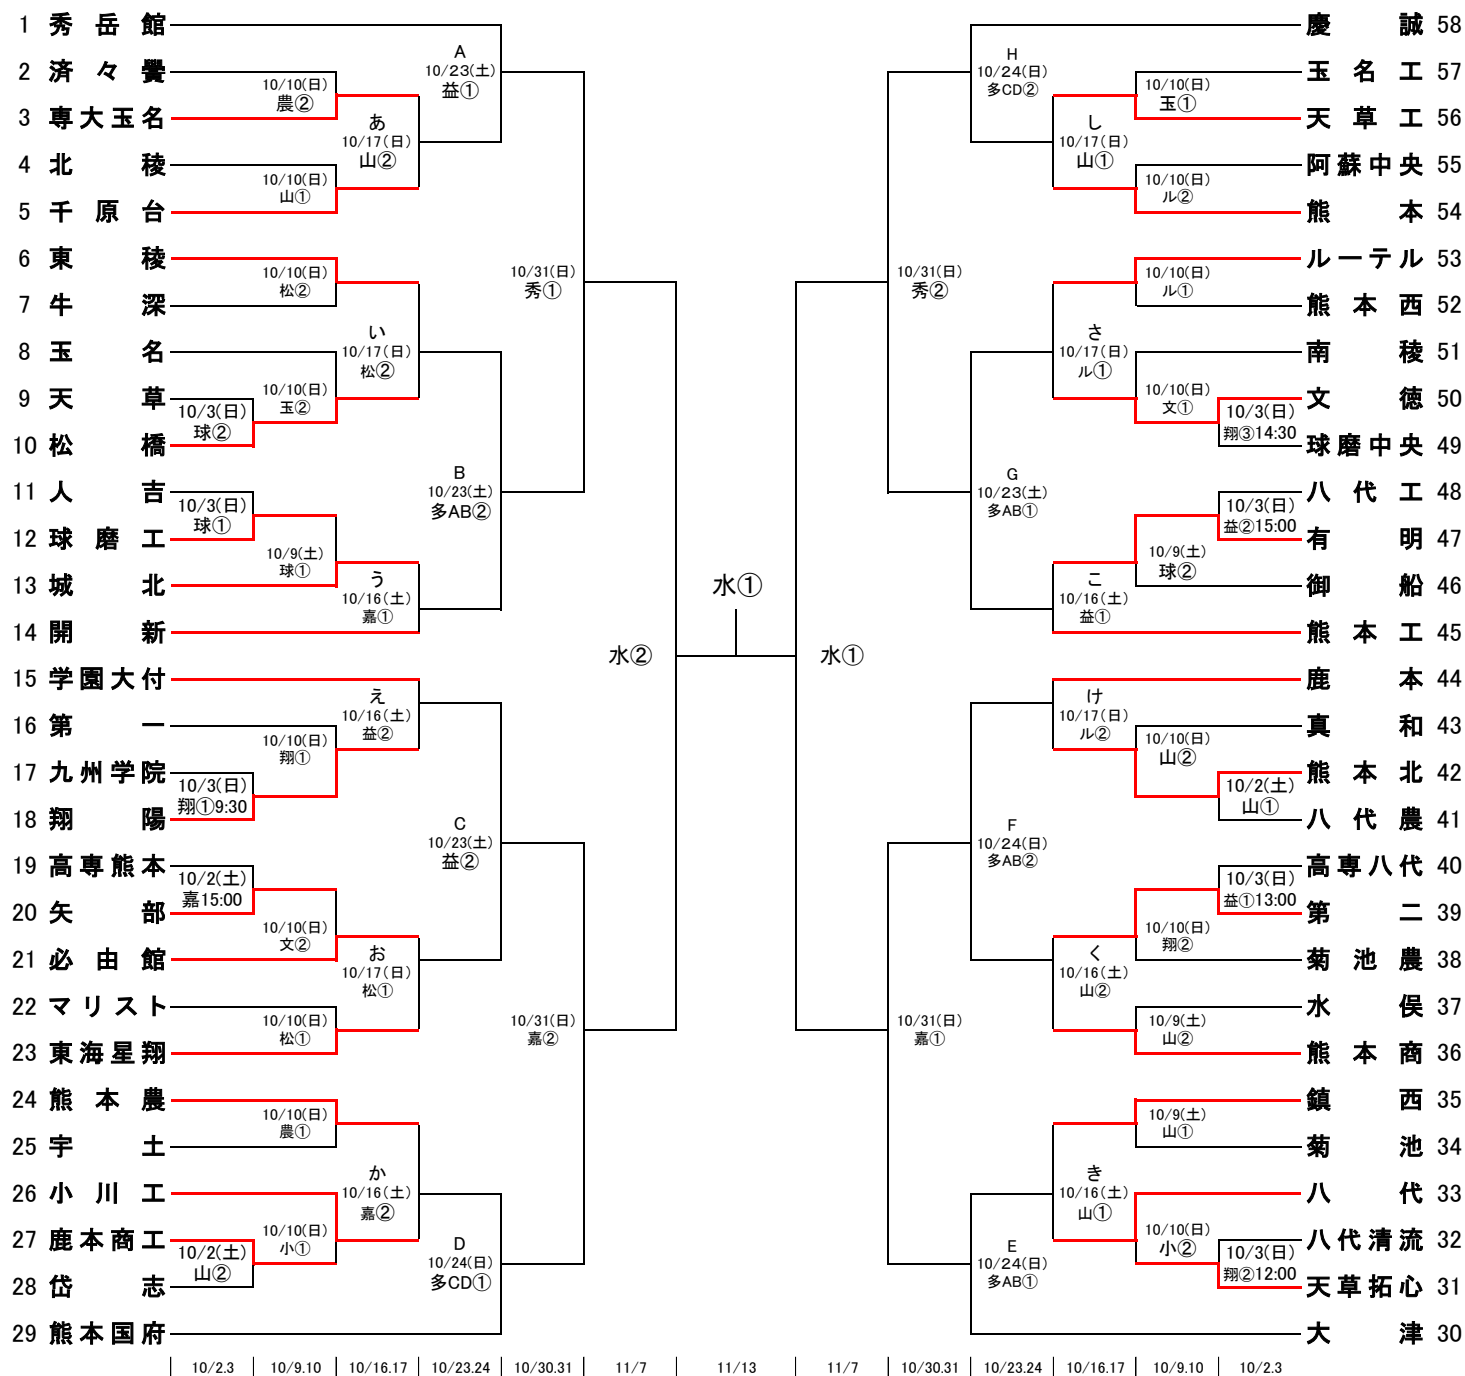 1 秀岳館
2 済々黌
3 専大玉名
4 北稜
5 千原台
6 東稜
7 牛深
8 玉名
9 天草
10 松橋
11 人吉
12 球磨工
13 城北
14 開新
15 学園大付
16 第一
17 九州学院
18 翔陽
19 高専熊本
20 矢部
21 必由館
22 マリスト
23 東海星翔
24 熊本農
25 宇土
26 小川工
27 鹿本商工
28 岱志
29 熊本国府
10/3(日)
球②
10/3(日)
球①
10/3(日)
翔①9:30
10/2(土)
嘉15:00
10/2(土)
山②
10/10(日)
農②
10/10(日)
山①
10/10(日)
松②
10/10(日)
玉②
10/9(土)
球①
10/10(日)
翔①
10/10(日)
文②
10/10(日)
松①
10/10(日)
農①
10/10(日)
小①
あ
10/17(日)
山②
い
10/17(日)
松②
う
10/16(土)
嘉①
え
10/16(土)
益②
お
10/17(日)
松①
か
10/16(土)
嘉②
A
10/23(土)
益①
B
10/23(土)
多AB②
C
10/23(土)
益②
D
10/24(日)
多CD①
10/31(日)
秀①
10/31(日)
嘉②
水②
水①
水①
10/31(日)
秀②
10/31(日)
嘉①
H
10/24(日)
多CD②
G
10/23(土)
多AB①
F
10/24(日)
多AB②
E
10/24(日)
多AB①
し
10/17(日)
山①
さ
10/17(日)
ル①
こ
10/16(土)
益①
け
10/17(日)
ル②
く
10/16(土)
山②
き
10/16(土)
山①
10/10(日)
玉①
10/10(日)
ル②
10/10(日)
ル①
10/10(日)
文①
10/9(土)
球②
10/10(日)
山②
10/10(日)
翔②
10/9(土)
山②
10/9(土)
山①
10/10(日)
小②
10/3(日)
翔③14:30
10/3(日)
益②15:00
10/2(土)
山①
10/3(日)
益①13:00
10/3(日)
翔②12:00
慶誠 58
玉名工 57
天草工 56
阿蘇中央 55
熊本 54
ルーテル 53
熊本西 52
南稜 51
文徳 50
球磨中央 49
八代工 48
有明 47
御船 46
熊本工 45
鹿本 44
真和 43
熊本北 42
八代農 41
高専八代 40
第二 39
菊池農 38
水俣 37
熊本商 36
鎮西 35
菊池 34
八代 33
八代清流 32
天草拓心 31
大津 30
10/2.3 10/9.10 10/16.17 10/23.24 10/30.31 11/7 11/13 11/7 10/30.31 10/23.24 10/16.17 10/9.10 10/2.3